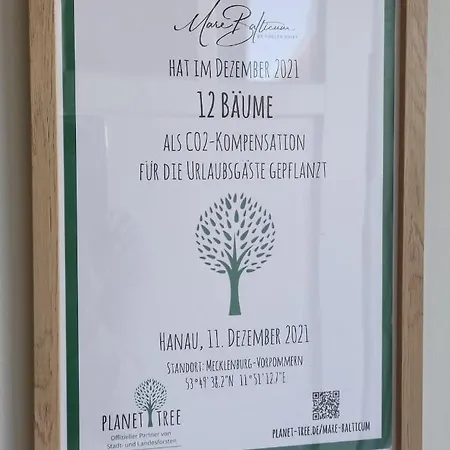 Mare Balticum
HAT IM DEZEMBER 2021
12 BÄUME
ALS CO2-KOMPENSATION
FÜR DIE URLAUBSGÄSTE GEPFLANZT
HANAU, 11. DEZEMBER 2021
STANDORT: MECKLENBURG-VORPOMMERN
53°49'38.2"N 11°51'12.7"E
PLANET TREE
Offizieller Partner von
Stadt- und Landesforsten
PLANET-TREE.DE/MARE-BALTICUM